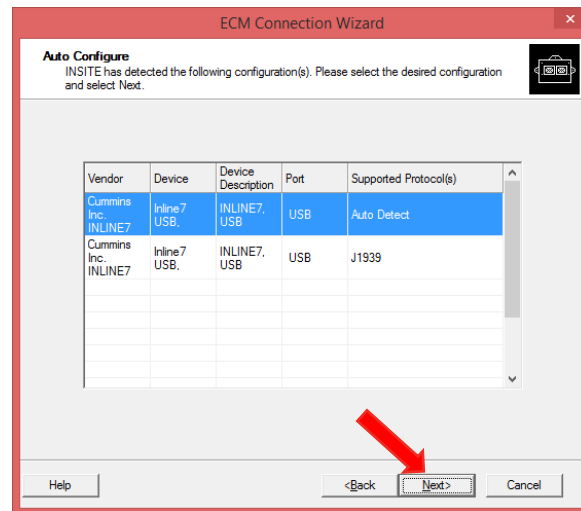 ECM Connection Wizard
Auto Configure
INSITE has detected the following configuration(s). Please select the desired configuration
and select Next.
Vendor Device Device Description Port Supported Protocol(s)
Cummins Inc. INLINE7 Inline7 USB, INLINE7, USB USB Auto Detect
Cummins Inc. INLINE7 Inline7 USB, INLINE7, USB USB J1939
Help <Back Next> Cancel